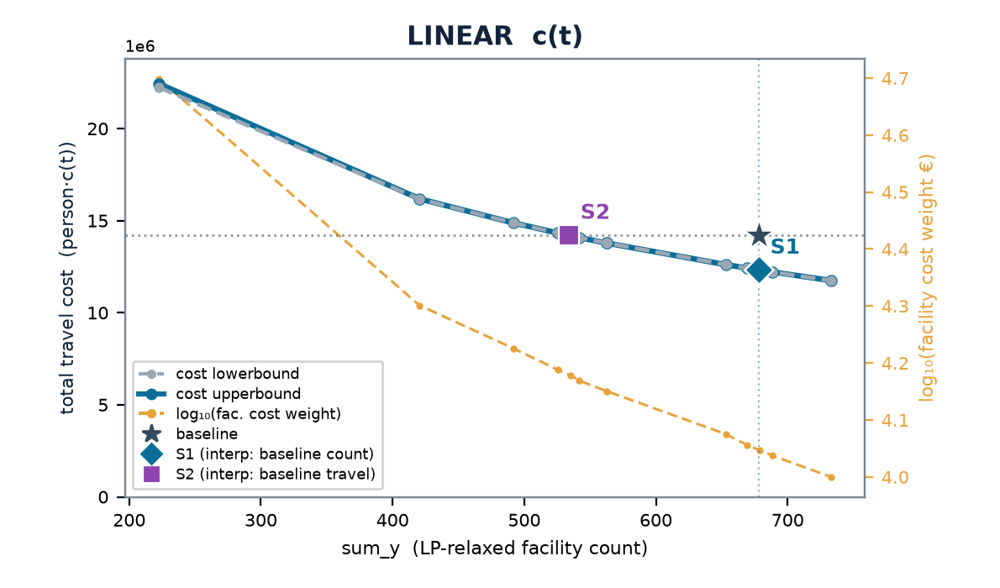 LINEAR c(t)
1e6
total travel cost (person·c(t))
20
15
10
5
0
200
300
400
500
600
700
sum_y (LP-relaxed facility count)
4.7
4.6
4.5
4.4
4.3
4.2
4.1
4.0
log₁₀(facility cost weight €)
S2
S1
cost lowerbound
cost upperbound
log₁₀(fac. cost weight)
baseline
S1 (interp: baseline count)
S2 (interp: baseline travel)